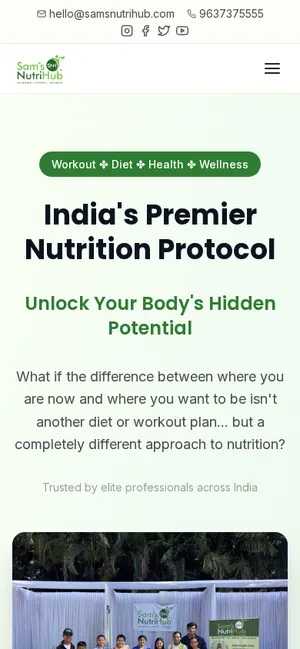 hello@samsnutrihub.com 9637375555
Sam's
NutriHub
Workout ✤ Diet ✤ Health ✤ Wellness
India's Premier
Nutrition Protocol
Unlock Your Body's Hidden
Potential
What if the difference between where you
are now and where you want to be isn't
another diet or workout plan... but a
completely different approach to nutrition?
Trusted by elite professionals across India
Sam's
NutriHub
NutriHub